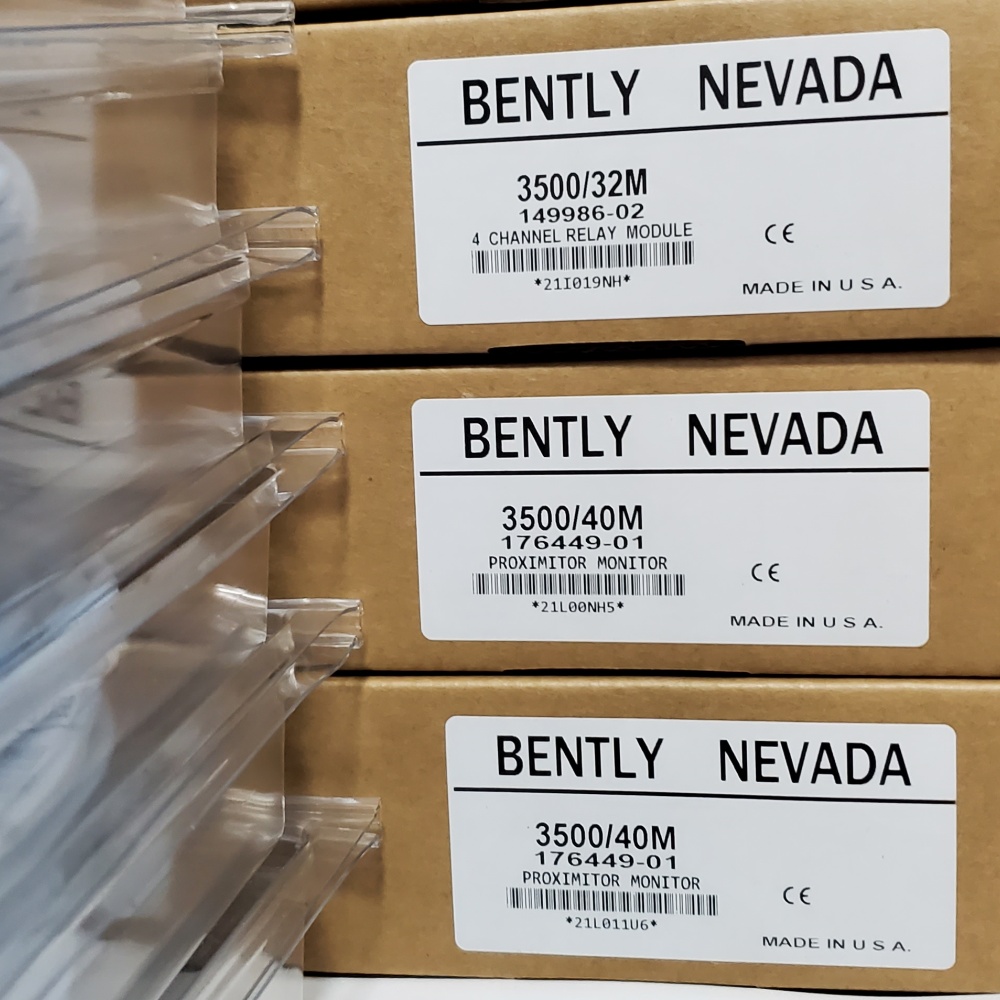 BENTLY NEVADA
3500/32M
149986-02
4 CHANNEL RELAY MODULE
*21I019NH*
CE
MADE IN U S A.
BENTLY NEVADA
3500/40M
176449-01
PROXIMITOR MONITOR
*21L00NH5*
CE
MADE IN U S A.
BENTLY NEVADA
3500/40M
176449-01
PROXIMITOR MONITOR
*21L011U6*
CE
MADE IN U S A.